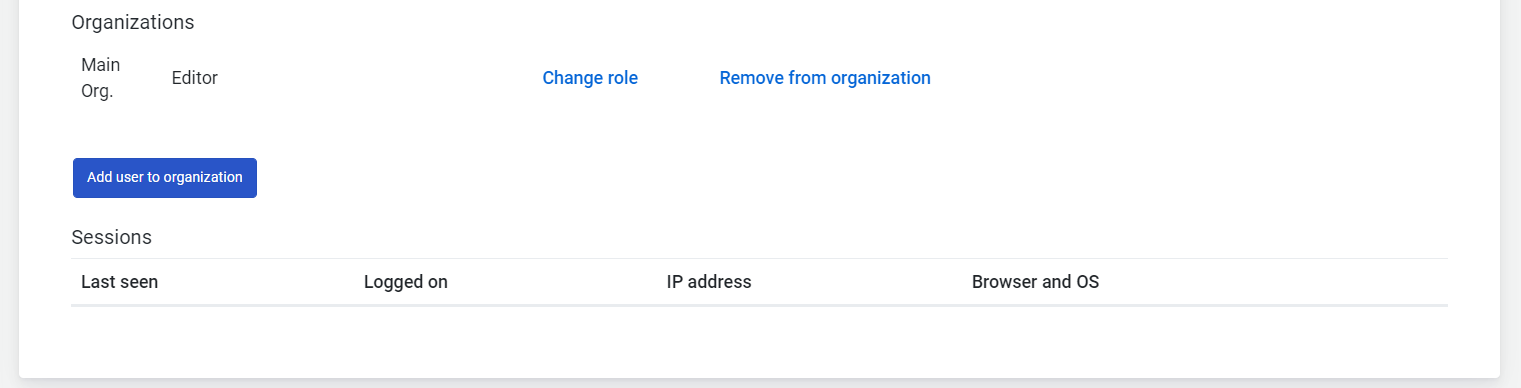 Organizations
Main
Org.
Editor
Change role
Remove from organization
Add user to organization
Sessions
Last seen
Logged on
IP address
Browser and OS